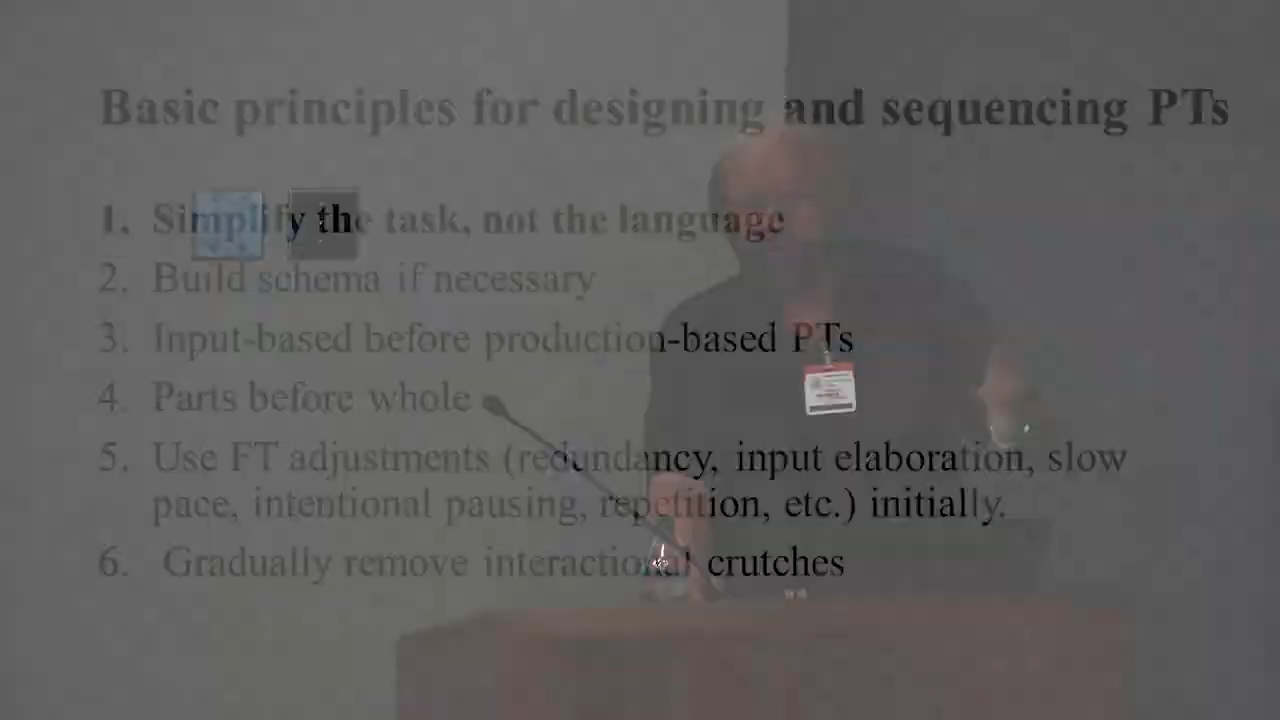 Basic principles for designing and sequencing PTs
1. Simplify the task, not the language
2. Build schema if necessary
3. Input-based before production-based PTs
4. Parts before whole
5. Use FT adjustments (redundancy, input elaboration, slow
pace, intentional pausing, repetition, etc.) initially.
6. Gradually remove interactional crutches